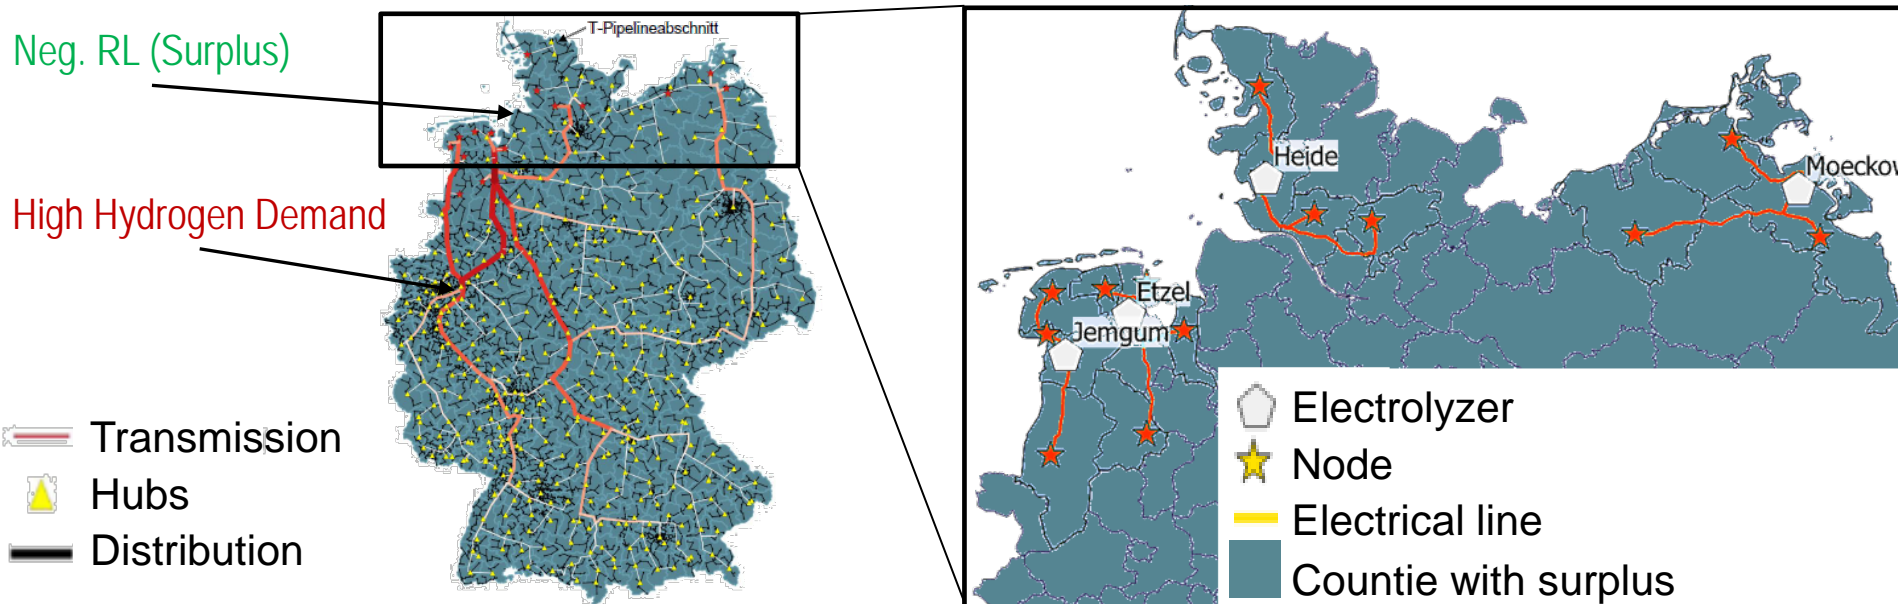 Neg. RL (Surplus)
High Hydrogen Demand
T-Pipelineabschnitt
Transmission
Hubs
Distribution
Heide
Moeckow
Etzel
Jemgum
Electrolyzer
Node
Electrical line
Countie with surplus